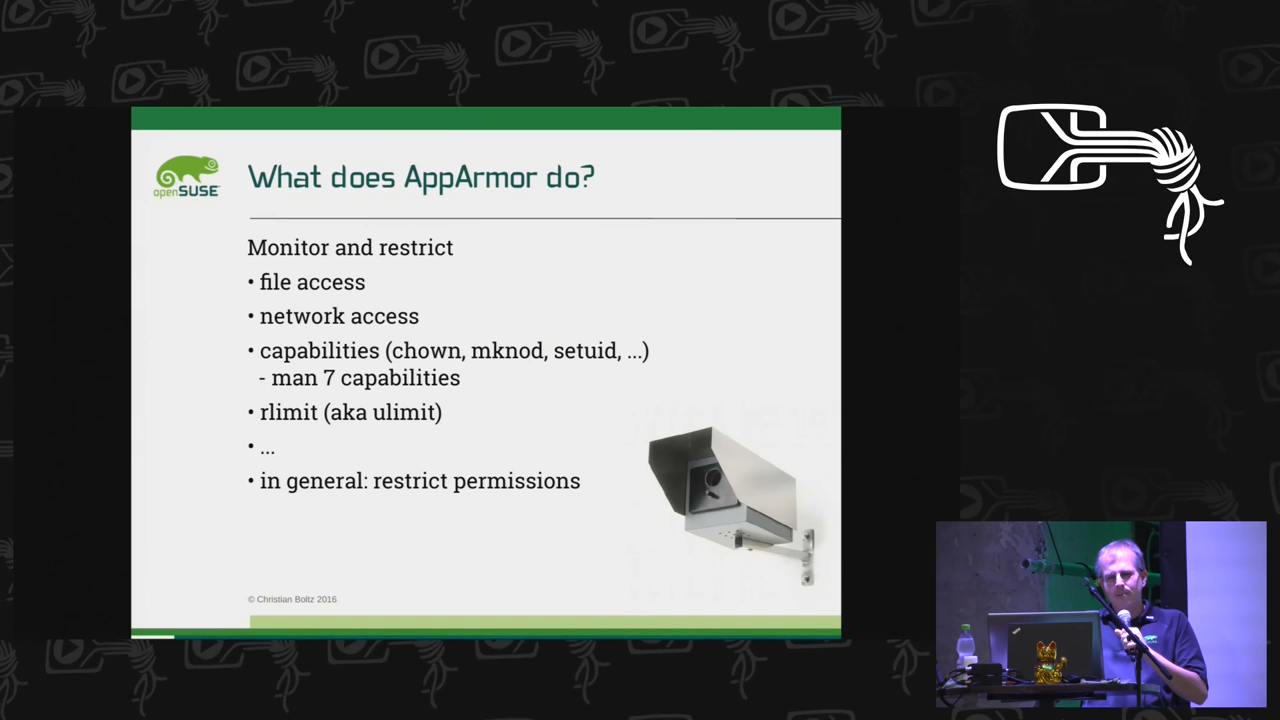 openSUSE
What does AppArmor do?
Monitor and restrict
• file access
• network access
• capabilities (chown, mknod, setuid, ...)
- man 7 capabilities
• rlimit (aka ulimit)
• ...
• in general: restrict permissions
© Christian Boltz 2016